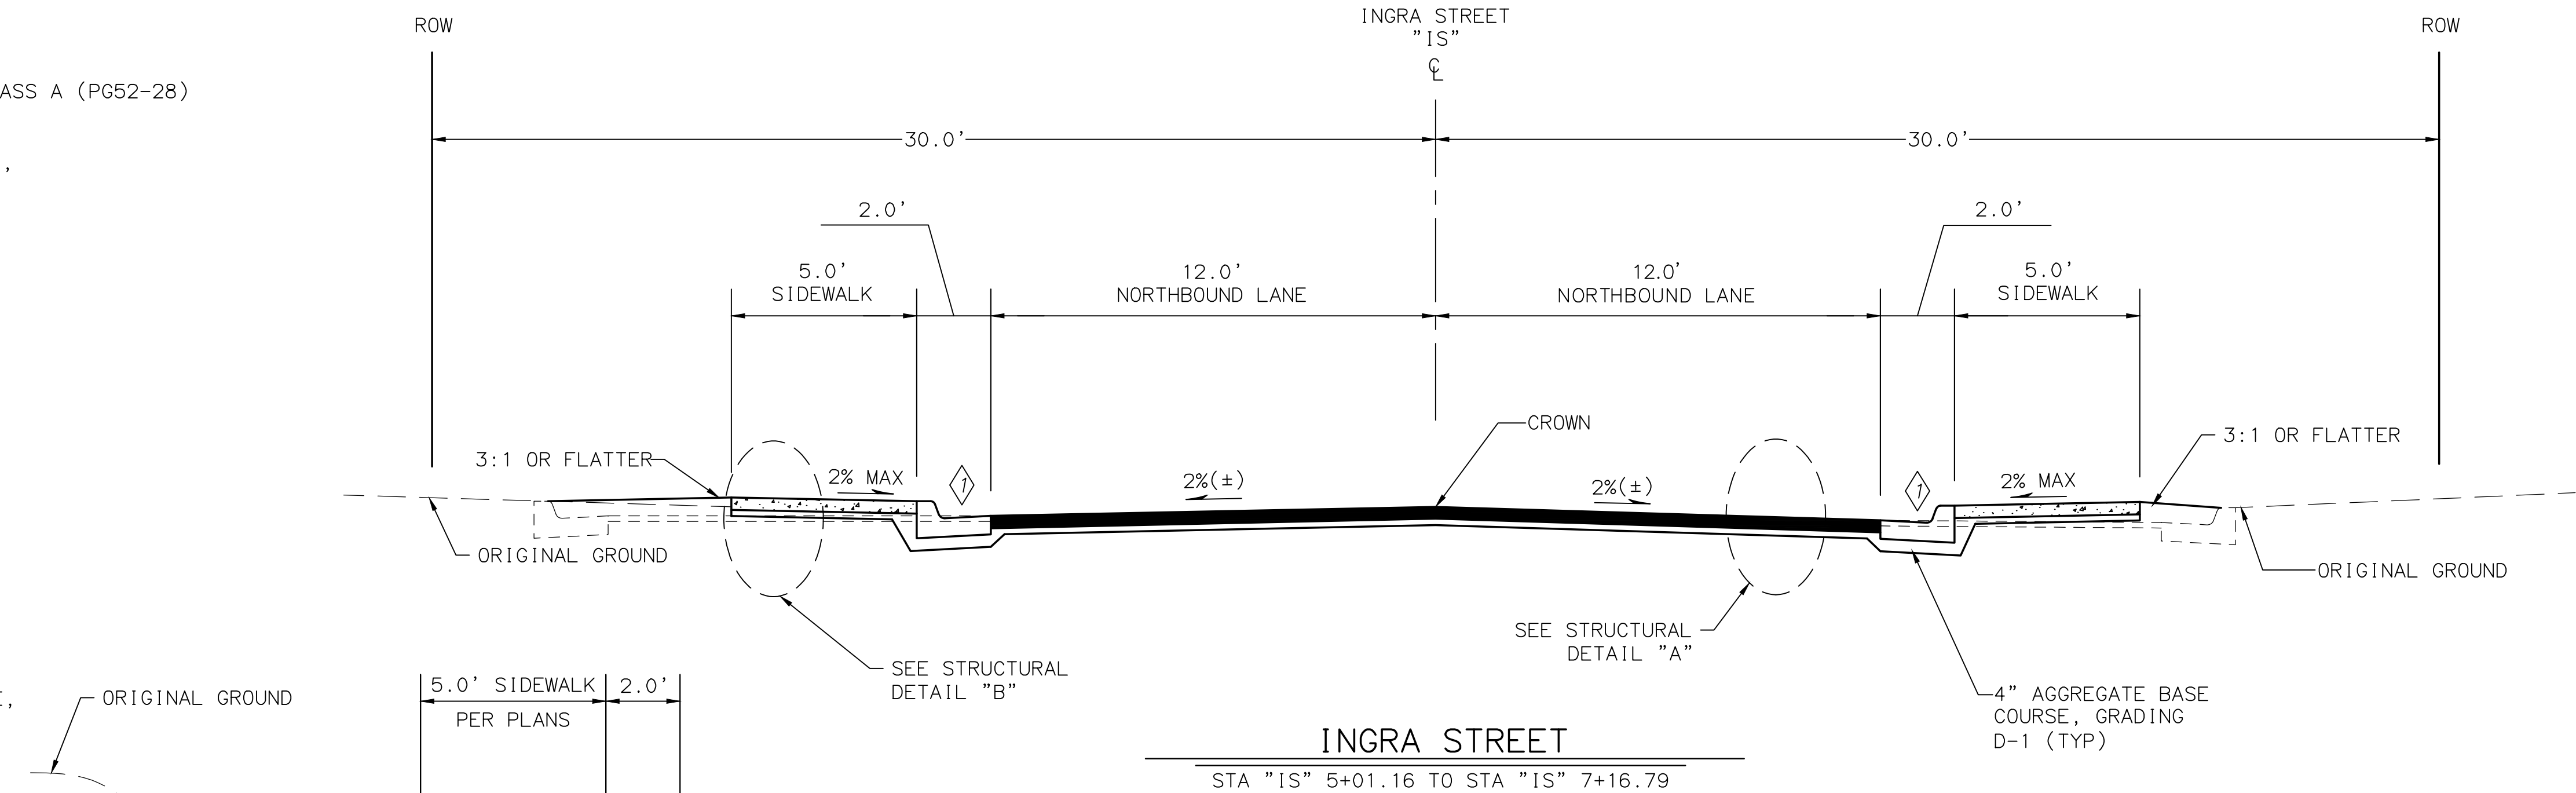 INGRA STREET
"IS"
ROW
ROW
ASS A (PG52-28)
30.0'
30.0'
2.0'
2.0'
5.0'
SIDEWALK
12.0'
NORTHBOUND LANE
12.0'
NORTHBOUND LANE
5.0'
SIDEWALK
CROWN
3:1 OR FLATTER
3:1 OR FLATTER
2% MAX
1
2%(±)
2%(±)
1
2% MAX
ORIGINAL GROUND
ORIGINAL GROUND
SEE STRUCTURAL
DETAIL "B"
SEE STRUCTURAL
DETAIL "A"
4" AGGREGATE BASE
COURSE, GRADING
D-1 (TYP)
ORIGINAL GROUND
5.0' SIDEWALK
2.0'
PER PLANS
INGRA STREET
STA "IS" 5+01.16 TO STA "IS" 7+16.79